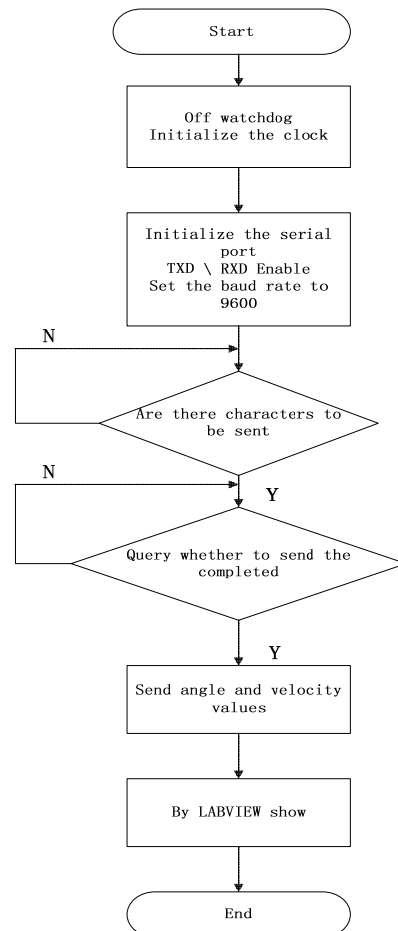 Start
Off watchdog
Initialize the clock
Initialize the serial
port
TXD \ RXD Enable
Set the baud rate to
9600
N
Are there characters to
be sent
N
Y
Query whether to send the
completed
Y
Send angle and velocity
values
By LABVIEW show
End